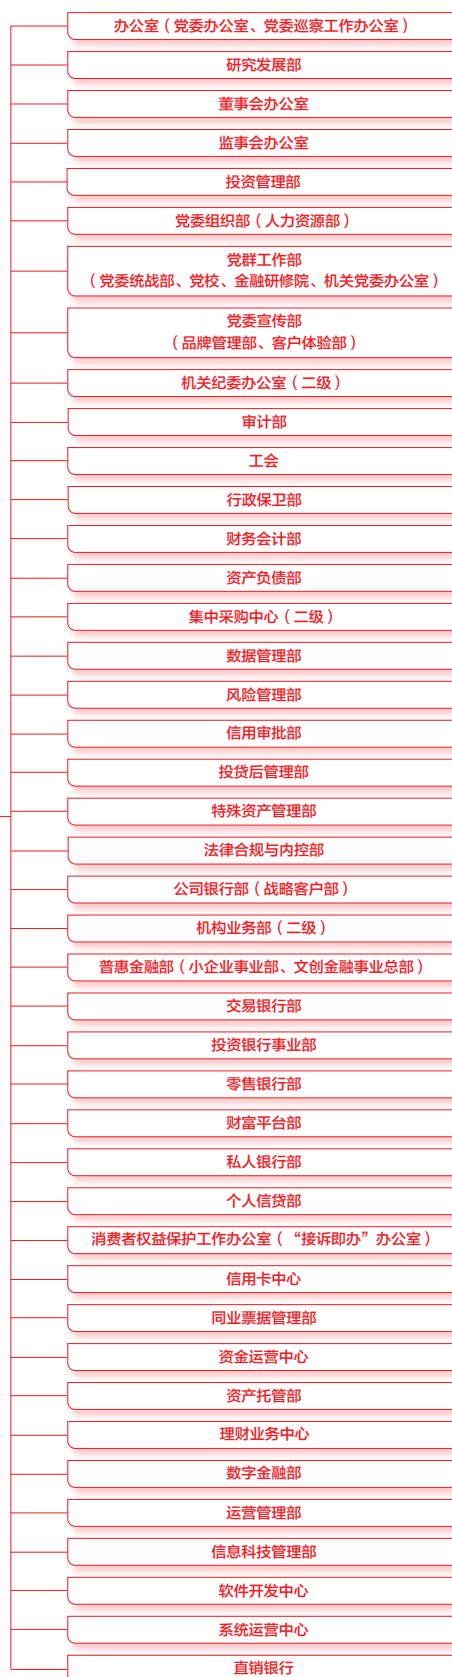 办公室（党委办公室、党委巡察工作办公室）
研究发展部
董事会办公室
监事会办公室
投资管理部
党委组织部（人力资源部）
党群工作部
（党委统战部、党校、金融研修院、机关党委办公室）
党委宣传部
（品牌管理部、客户体验部）
机关纪委办公室（二级）
审计部
工会
行政保卫部
财务会计部
资产负债部
集中采购中心（二级）
数据管理部
风险管理部
信用审批部
投贷后管理部
特殊资产管理部
法律合规与内控部
公司银行部（战略客户部）
机构业务部（二级）
普惠金融部（小企业事业部、文创金融事业总部）
交易银行部
投资银行事业部
零售银行部
财富平台部
私人银行部
个人信贷部
消费者权益保护工作办公室（“接诉即办”办公室）
信用卡中心
同业票据管理部
资金运营中心
资产托管部
理财业务中心
数字金融部
运营管理部
信息科技管理部
软件开发中心
系统运营中心
直销银行